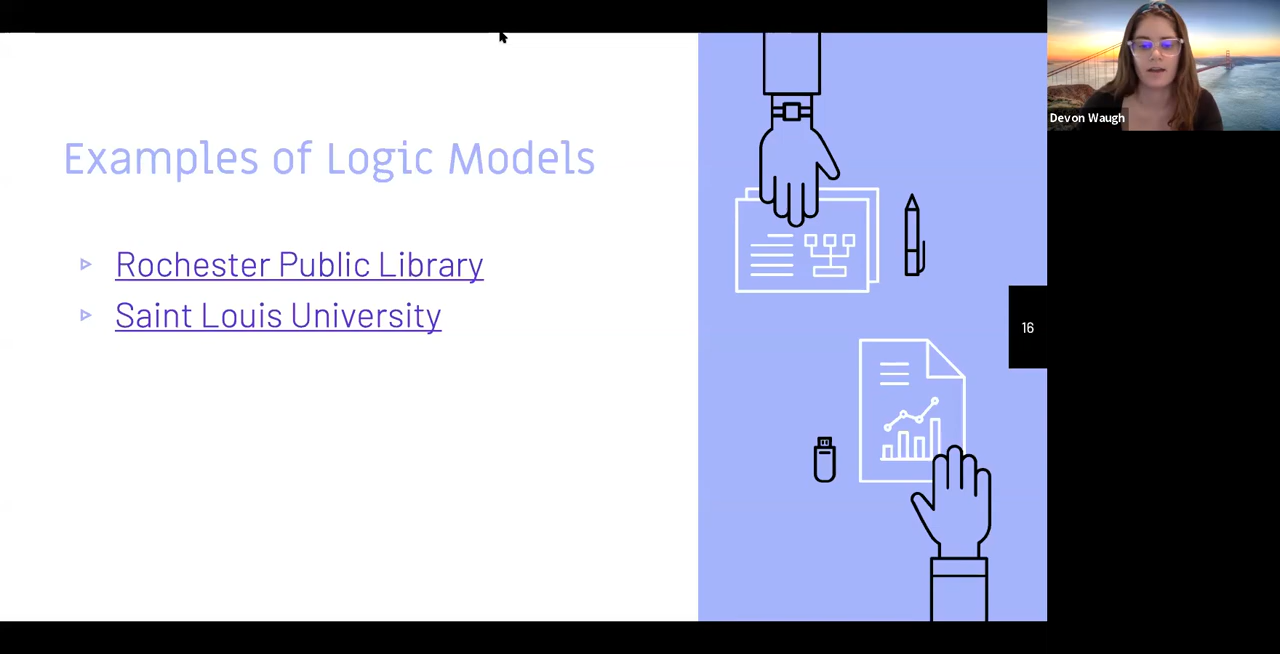 Examples of Logic Models
Rochester Public Library
Saint Louis University
16
Devon Waugh